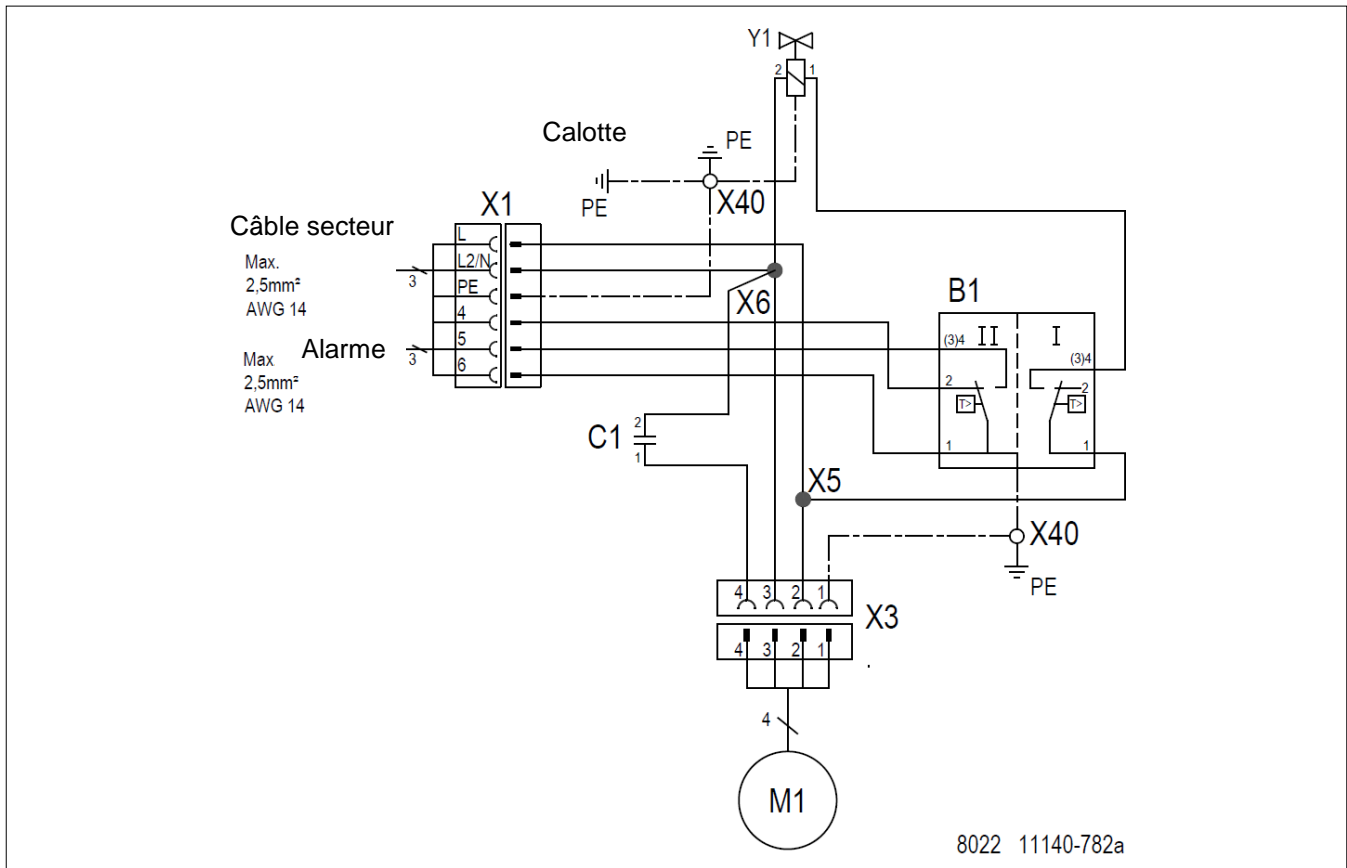 Y1
2 1
Calotte
PE
PE
X40
X1
Câble secteur
Max.
2,5mm²
AWG 14
3
L
L2/N
PE
4
5
6
Alarme
3
Max
2,5mm²
AWG 14
X6
B1
(3)4 II I
(3)4
2
2
T> T>
1 1
C1
2
1
X5
X40
PE
4 3 2 1
X3
4 3 2 1
.
4
M1
8022 11140-782a